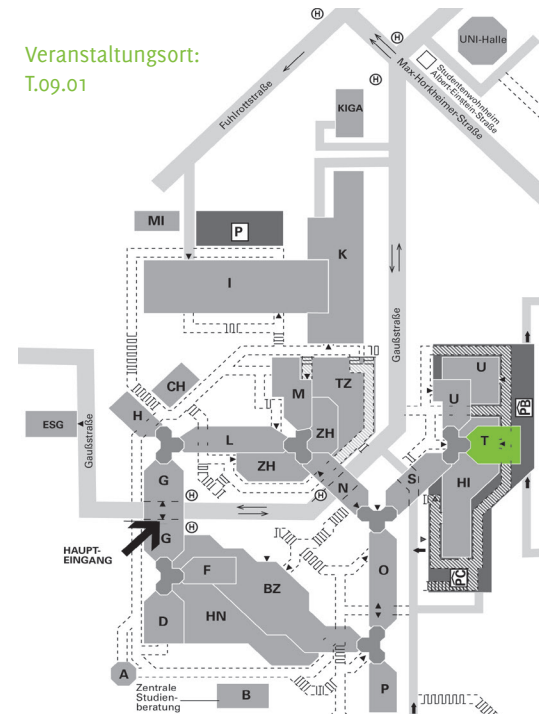 Veranstaltungsort:
T.09.01
H
H
H
UNI-Halle
Studentenwohnheim
Albert-Einstein-Straße
Max-Horkheimer-Straße
Fuhlrottstraße
KIGA
MI
P
K
I
Gaußstraße
CH
M
TZ
U
U
PB
H
ESG
Gaußstraße
L
ZH
ZH
T
G
N
S
HI
H
H
G
H
HAUPT-
EINGANG
F
BZ
O
PC
D
HN
A
Zentrale
Studien-
beratung
B
P